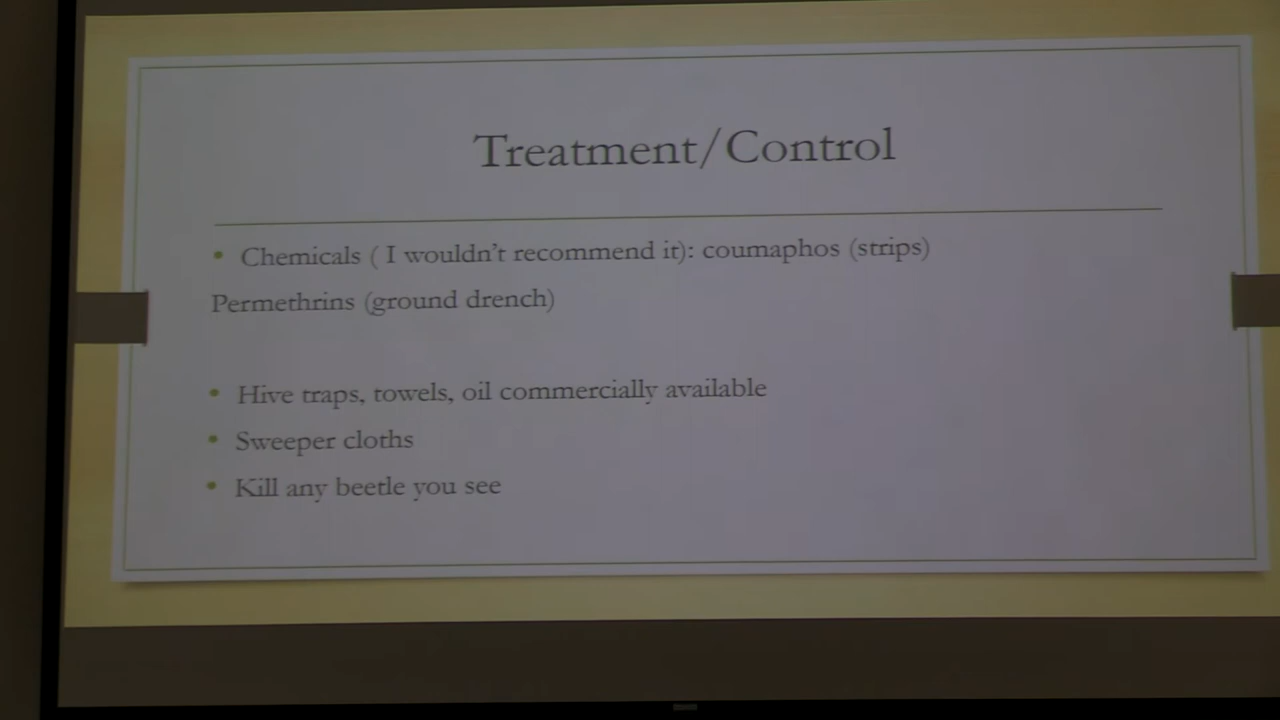 Treatment/Control
• Chemicals ( I wouldn't recommend it): coumaphos (strips)
Permethrins (ground drench)
• Hive traps, towels, oil commercially available
• Sweeper cloths
• Kill any beetle you see